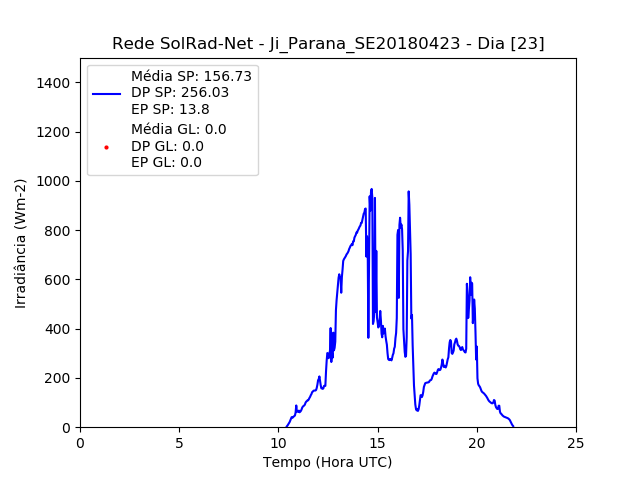 Rede SolRad-Net - Ji_Parana_SE20180423 - Dia [23]
Média SP: 156.73
DP SP: 256.03
EP SP: 13.8
Média GL: 0.0
DP GL: 0.0
EP GL: 0.0
Irradiância (Wm-2)
1400
1200
1000
800
600
400
200
0
0 5 10 15 20 25
Tempo (Hora UTC)